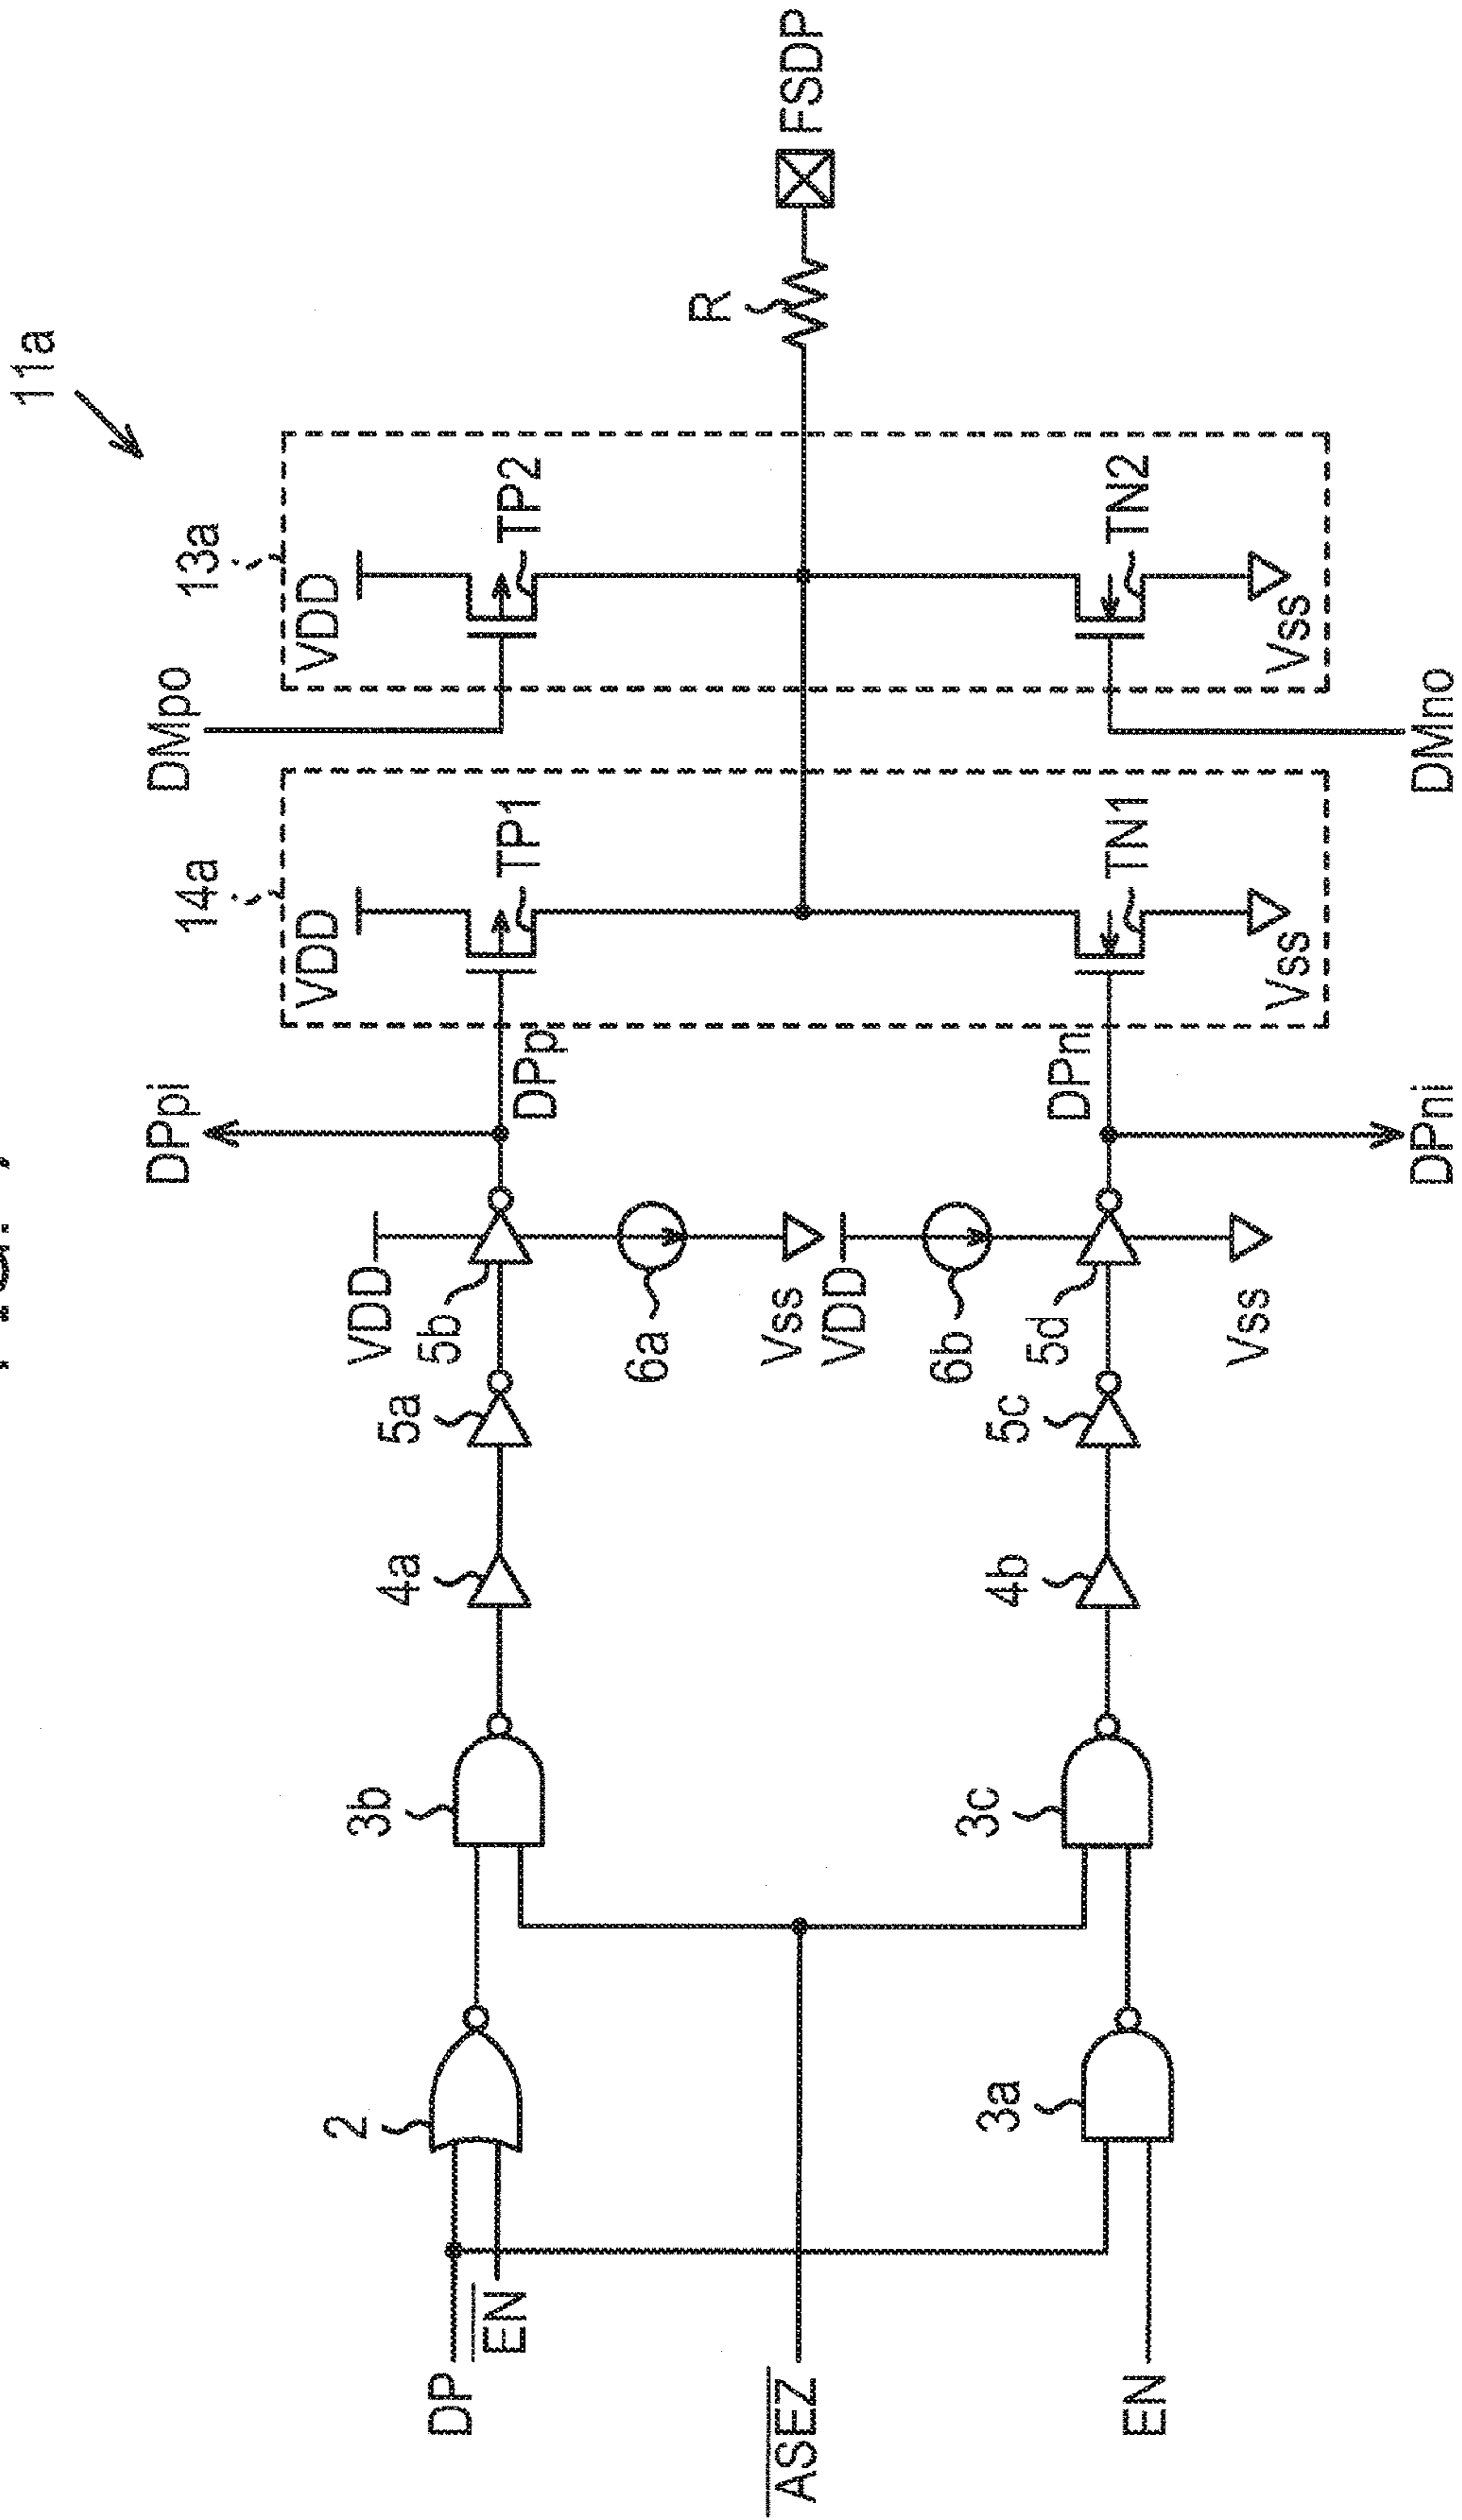 11a
14a
13a
DPpi
DMpo
VDD
VDD
VDD
2
3b
4a
5a
5b
DPp
TP1
TP2
DP
EN
6a
R
ASEZ
Vss
FSDP
VDD
6b
3a
3c
4b
5c
5d
DPn
TN1
TN2
EN
Vss
Vss
Vss
DPni
DMno